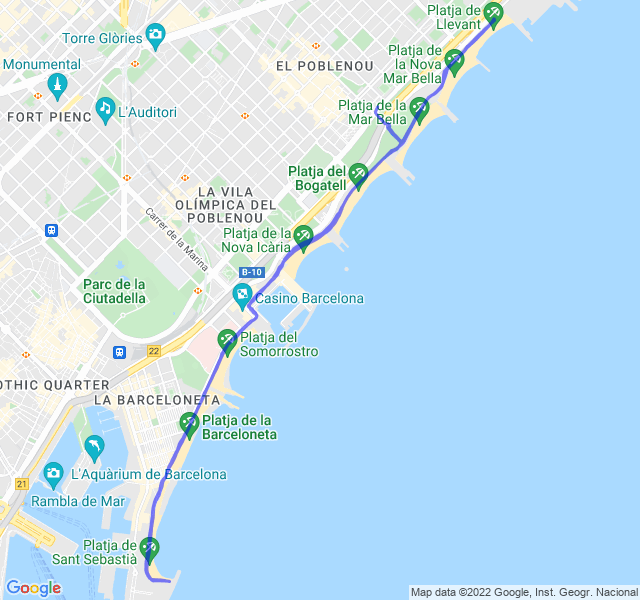 Platja de
Llevant
Torre Glòries
Platja de
la Nova
Mar Bella
EL POBLENOU
Monumental
Platja de la
Mar Bella
L'Auditori
FORT PIENC
Platja del
Bogatell
LA VILA
OLÍMPICA DEL
POBLENOU
Carrer de la Marina
Platja de la
Nova Icària
B-10
Parc de la
Ciutadella
Casino Barcelona
Platja del
Somorrostro
22
OTHIC QUARTER
LA BARCELONETA
Platja de la
Barceloneta
L'Aquàrium de Barcelona
21
Rambla de Mar
Platja de
Sant Sebastià
Google
Map data ©2022 Google, Inst. Geogr. Nacional